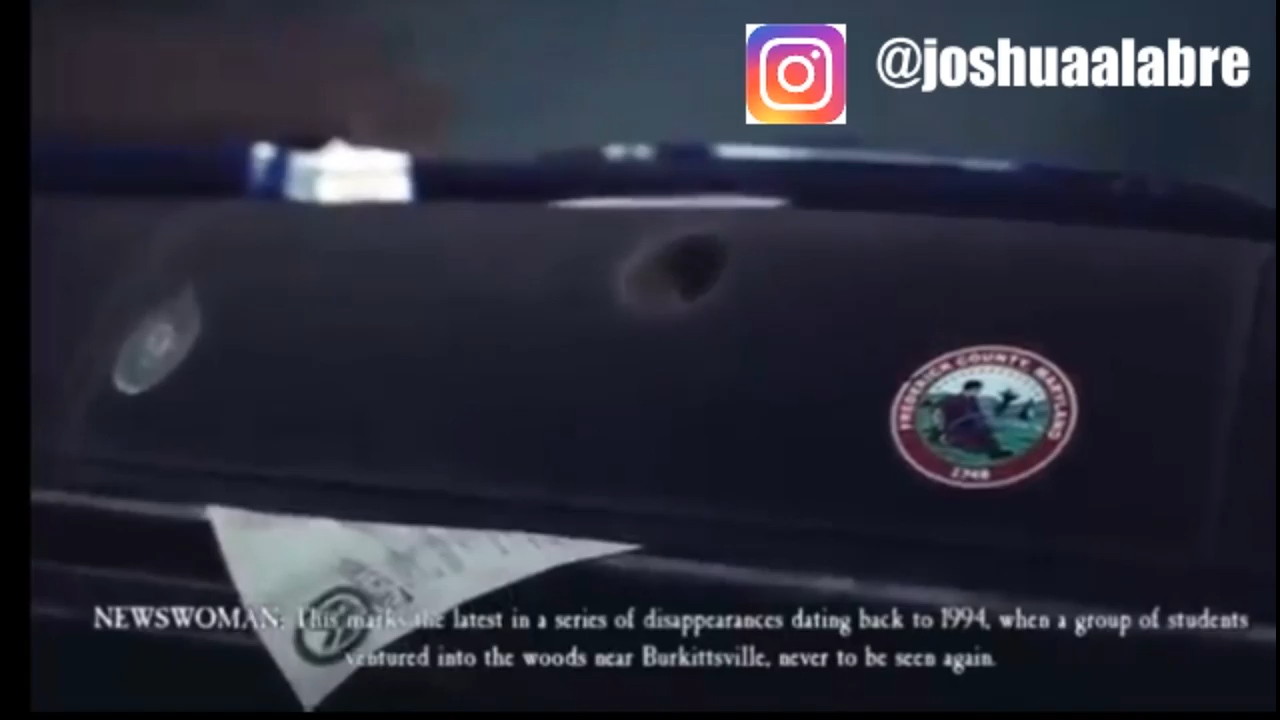 @joshuaalabre
FREDERICK COUNTY MARYLAND
1748
NEWSWOMAN: This marks the latest in a series of disappearances dating back to 1994, when a group of students
ventured into the woods near Burkittsville, never to be seen again.